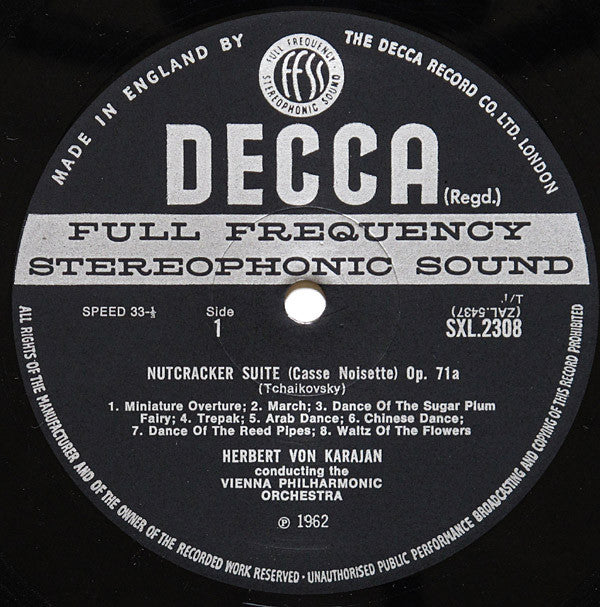 MADE IN ENGLAND BY
THE DECCA RECORD CO. LTD. LONDON
FULL FREQUENCY
FFSS
STEREOPHONIC SOUND
DECCA (Regd.)
FULL FREQUENCY
STEREOPHONIC SOUND
SPEED 33-⅓
Side
1
(ZAL.5437)
SXL.2308
NUTCRACKER SUITE (Casse Noisette) Op. 71a
(Tchaikovsky)
1. Miniature Overture; 2. March; 3. Dance Of The Sugar Plum
Fairy; 4. Trepak; 5. Arab Dance; 6. Chinese Dance;
7. Dance Of The Reed Pipes; 8. Waltz Of The Flowers
HERBERT VON KARAJAN
conducting the
VIENNA PHILHARMONIC
ORCHESTRA
℗ 1962
ALL RIGHTS OF THE MANUFACTURER AND OF THE OWNER OF THE RECORDED WORK RESERVED · UNAUTHORISED PUBLIC PERFORMANCE BROADCASTING AND COPYING OF THIS RECORD PROHIBITED